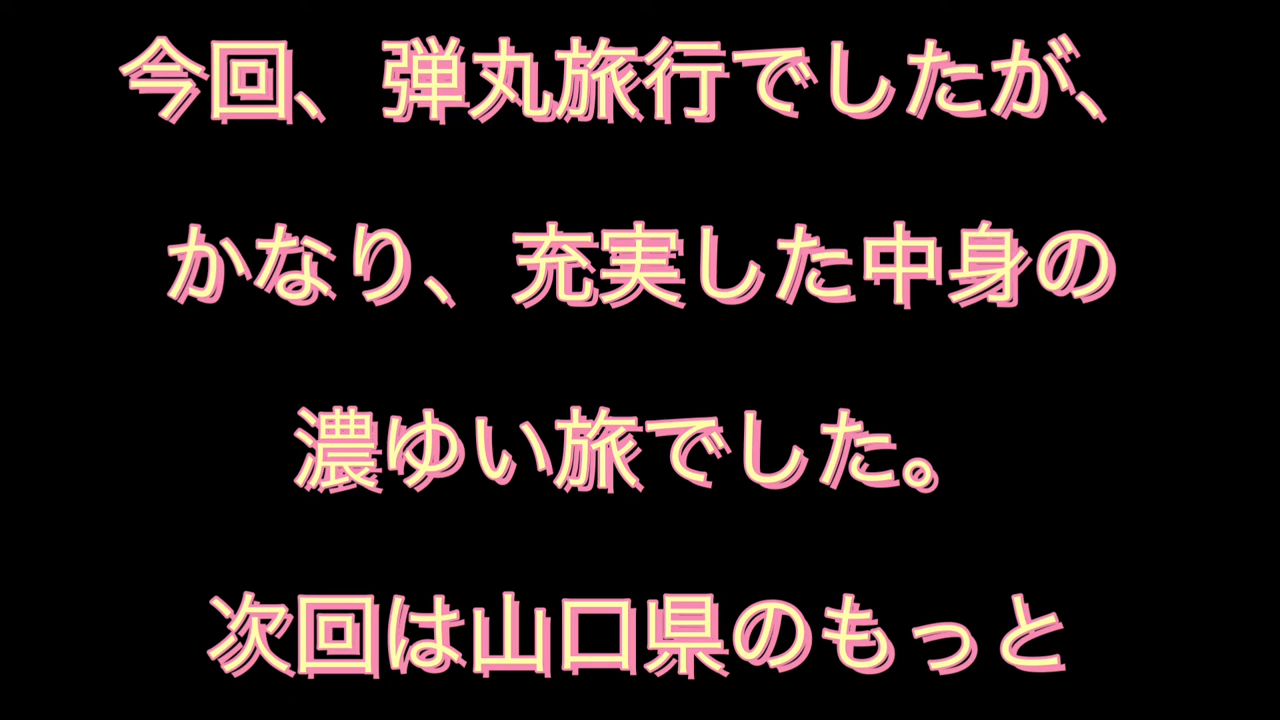 今回、弾丸旅行でしたが、
かなり、充実した中身の
濃ゆい旅でした。
次回は山口県のもっと